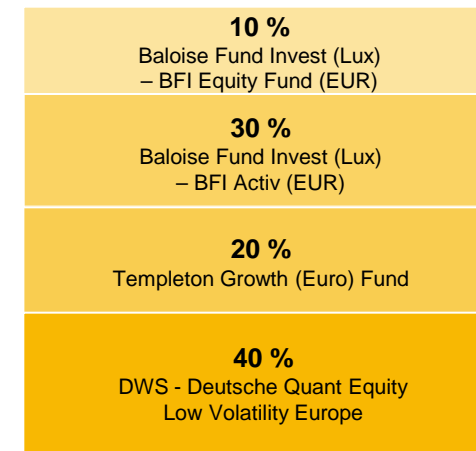 10 %
Baloise Fund Invest (Lux)
– BFI Equity Fund (EUR)
30 %
Baloise Fund Invest (Lux)
– BFI Activ (EUR)
20 %
Templeton Growth (Euro) Fund
40 %
DWS - Deutsche Quant Equity
Low Volatility Europe